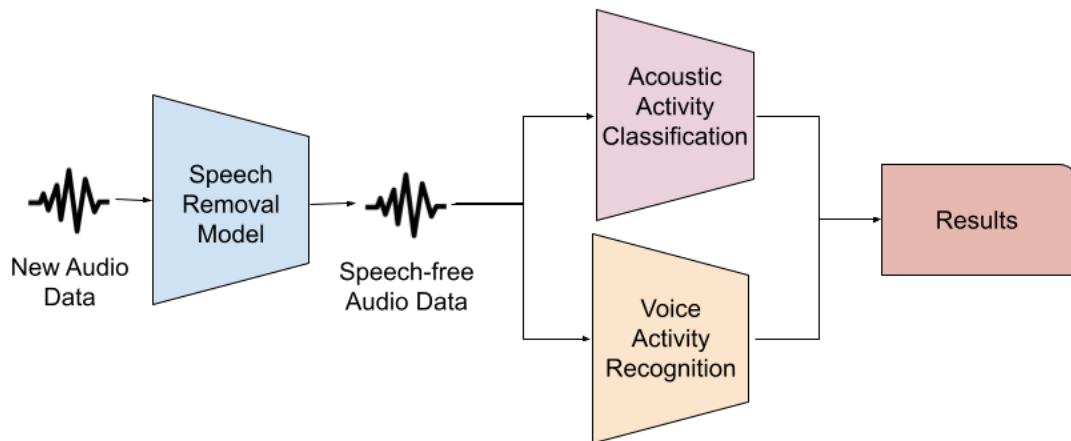 New Audio
Data
Speech
Removal
Model
Speech-free
Audio Data
Acoustic
Activity
Classification
Voice
Activity
Recognition
Results